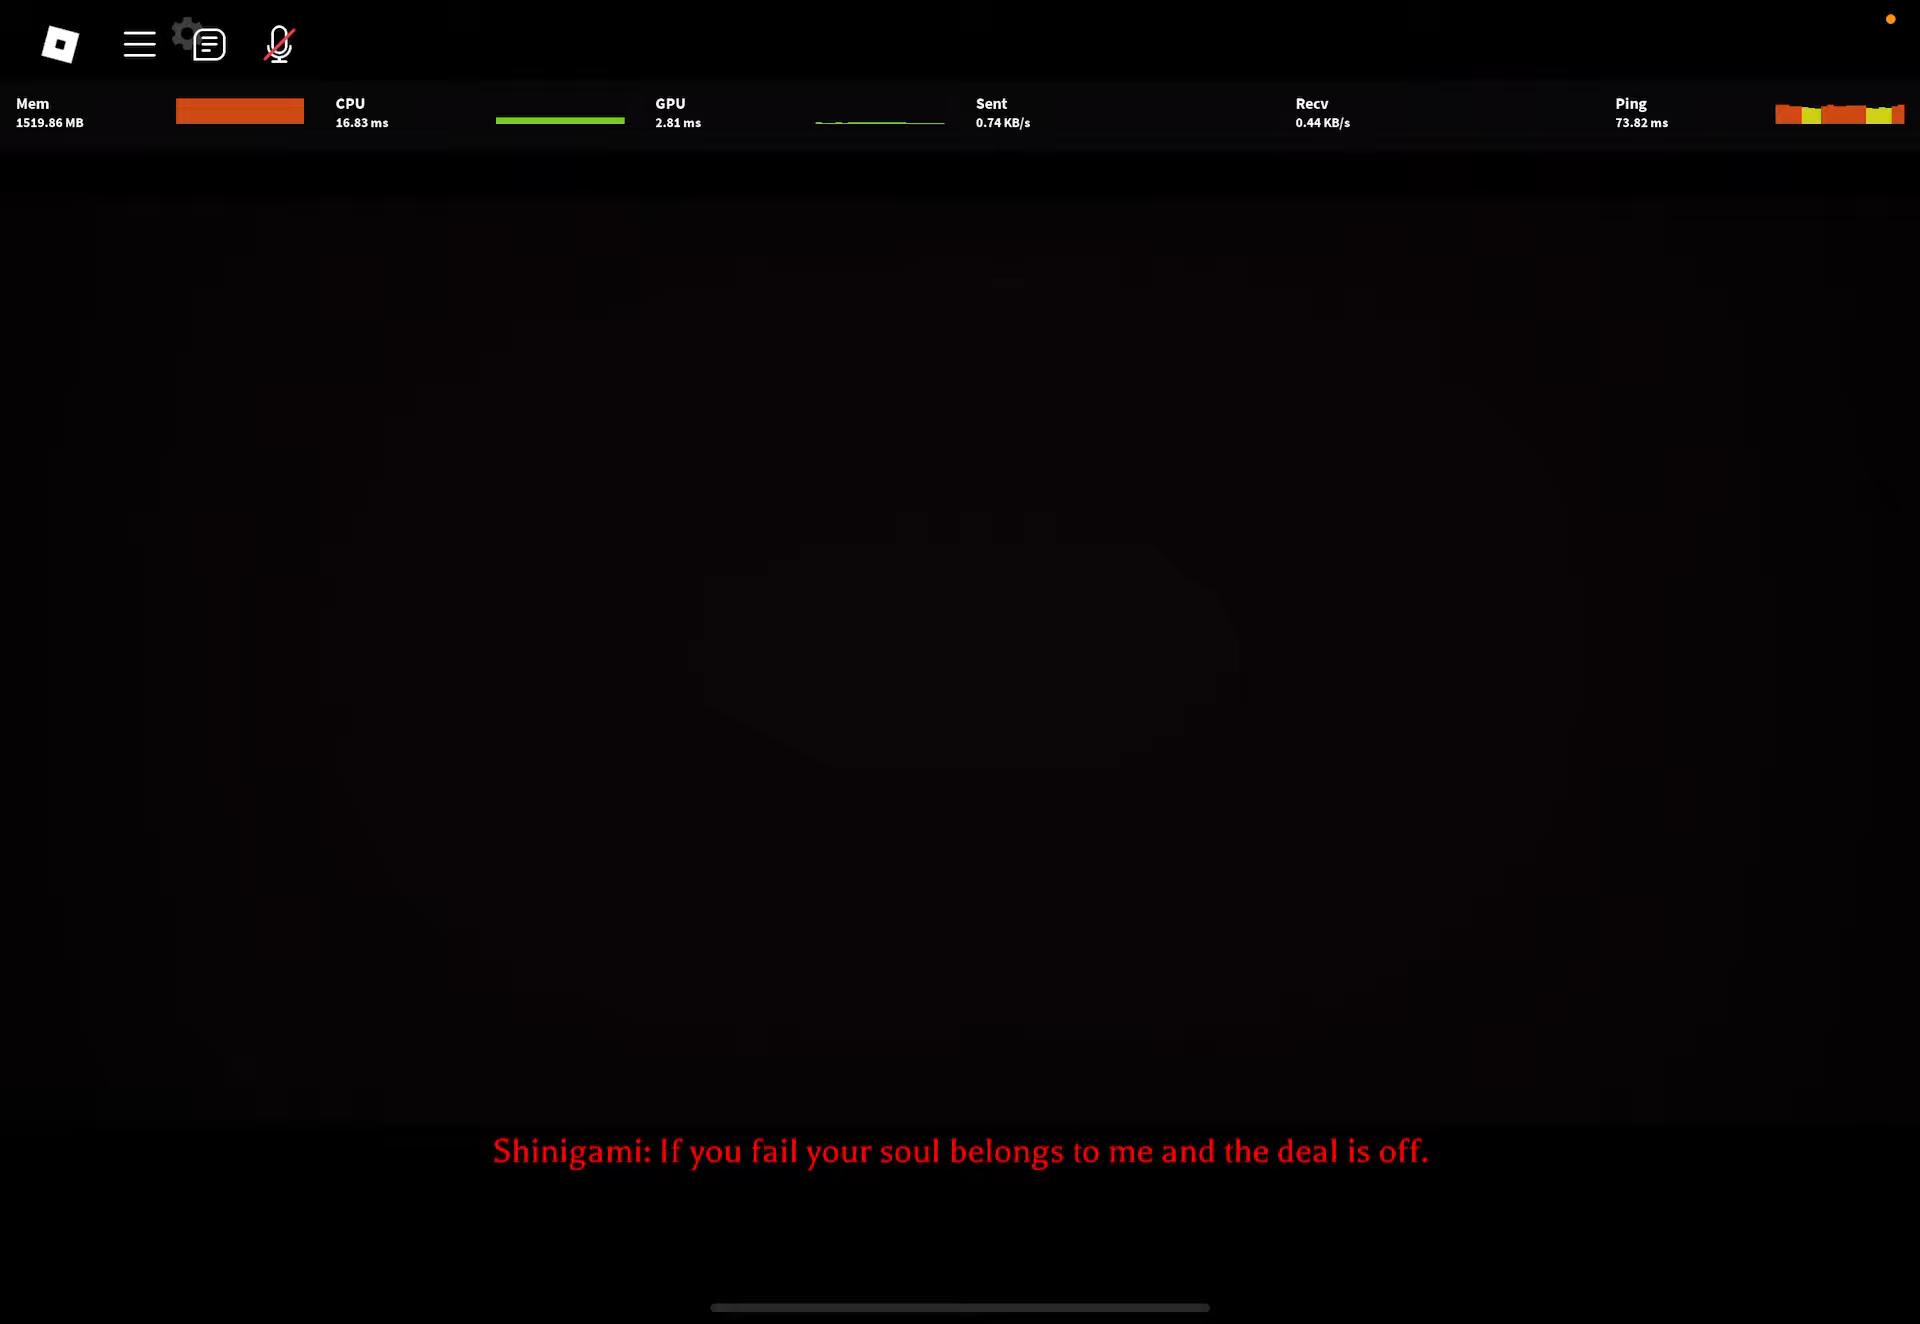 Mem CPU GPU Sent Recv Ping
1519.86 MB 16.83 ms 2.81 ms 0.74 KB/s 0.44 KB/s 73.82 ms
Shinigami: If you fail your soul belongs to me and the deal is off.